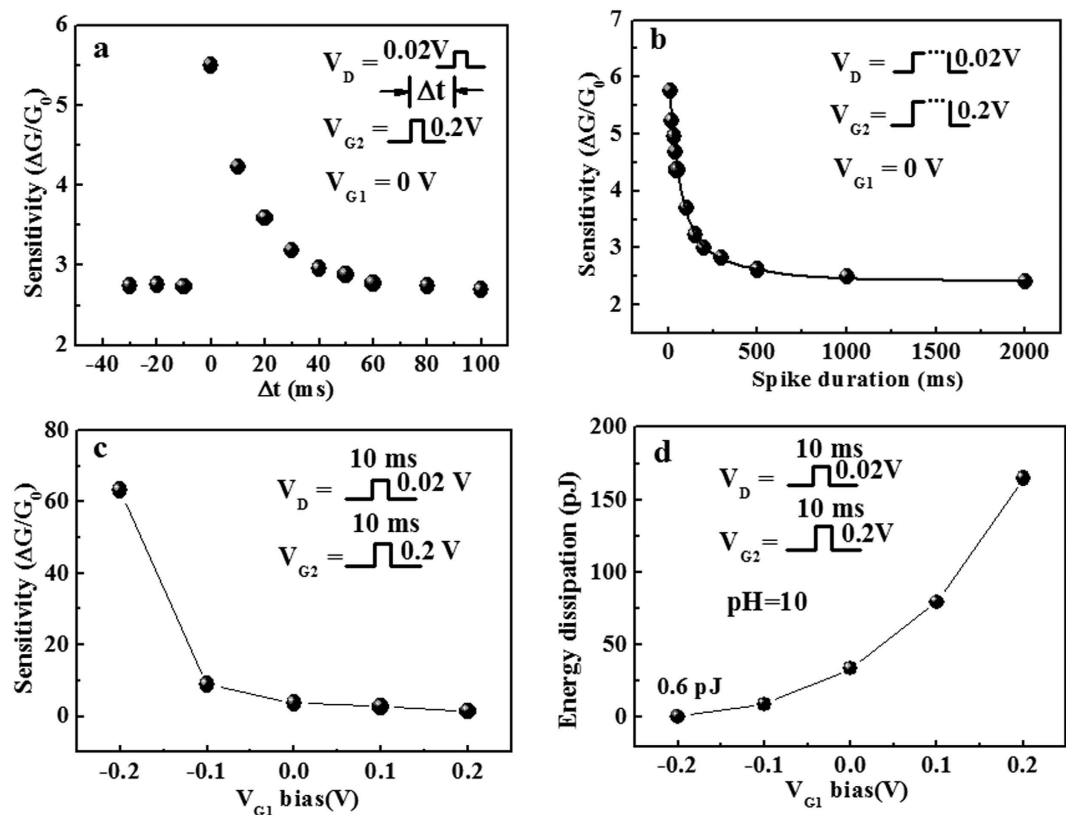 a
V_D = 0.02V
Δt
V_G2 = 0.2V
V_G1 = 0 V
Sensitivity (ΔG/G_0)
6
5
4
3
2
-40 -20 0 20 40 60 80 100
Δt (ms)
b
V_D = 0.02V
V_G2 = 0.2V
V_G1 = 0 V
Sensitivity (ΔG/G_0)
7
6
5
4
3
2
0 500 1000 1500 2000
Spike duration (ms)
c
10 ms
V_D = 0.02 V
10 ms
V_G2 = 0.2 V
Sensitivity (ΔG/G_0)
80
60
40
20
0
-0.2 -0.1 0.0 0.1 0.2
V_G1 bias(V)
d
10 ms
V_D = 0.02V
10 ms
V_G2 = 0.2V
pH=10
0.6 pJ
Energy dissipation (pJ)
200
150
100
50
0
-0.2 -0.1 0.0 0.1 0.2
V_G1 bias(V)